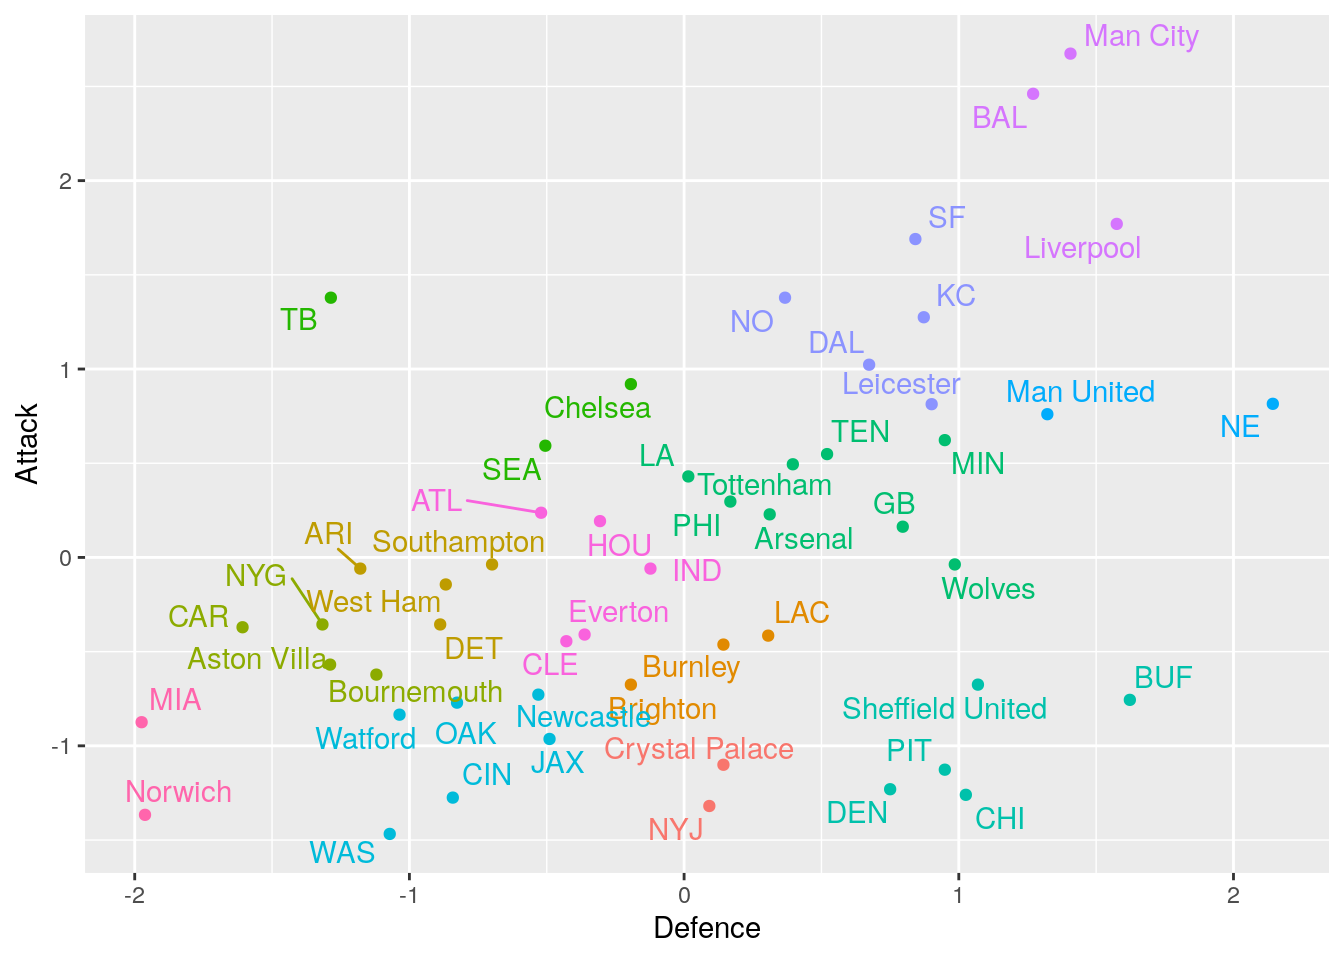 Man City
BAL
2
SF
Liverpool
KC
TB
NO
DAL
1
Leicester
Man United
Chelsea
NE
TEN
LA
MIN
SEA
Tottenham
ATL
GB
Attack
PHI
ARI
Southampton
HOU
Arsenal
0
IND
NYG
Wolves
West Ham
CAR
Everton
LAC
DET
Aston Villa
CLE
Burnley
BUF
Bournemouth
MIA
Brighton
Sheffield United
Newcastle
OAK
Watford
-1
Crystal Palace
PIT
JAX
CIN
Norwich
DEN
CHI
NYJ
WAS
-2
-1
0
1
2
Defence